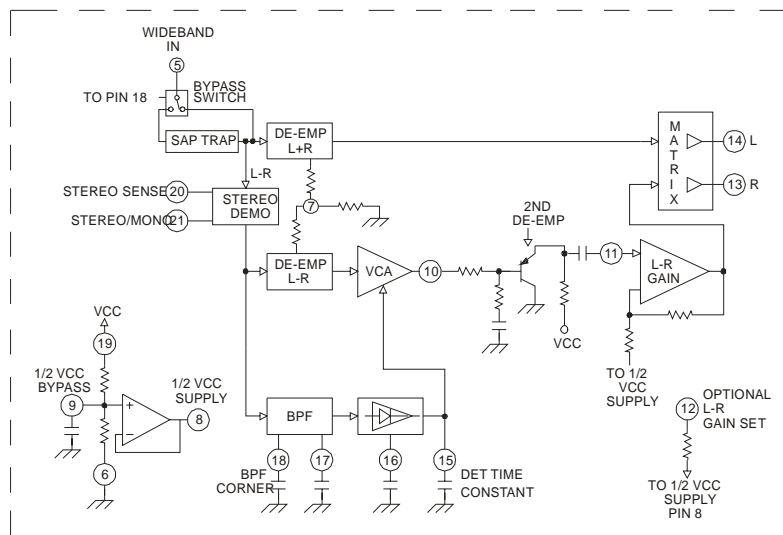 WIDEBAND
IN
5
BYPASS
SWITCH
TO PIN 18
SAP TRAP
DE-EMP
L+R
MATRIX
14 L
13 R
L-R
STEREO SENSE 20
STEREO/MONO 21
STEREO
DEMO
7
2ND
DE-EMP
DE-EMP
L-R
VCA
10
11
L-R
GAIN
VCC
TO 1/2
VCC
SUPPLY
VCC
19
1/2 VCC
BYPASS
9
1/2 VCC
SUPPLY
+
−
8
6
BPF
18
17
16
15
BPF
CORNER
DET TIME
CONSTANT
12
OPTIONAL
L-R
GAIN SET
TO 1/2 VCC
SUPPLY
PIN 8